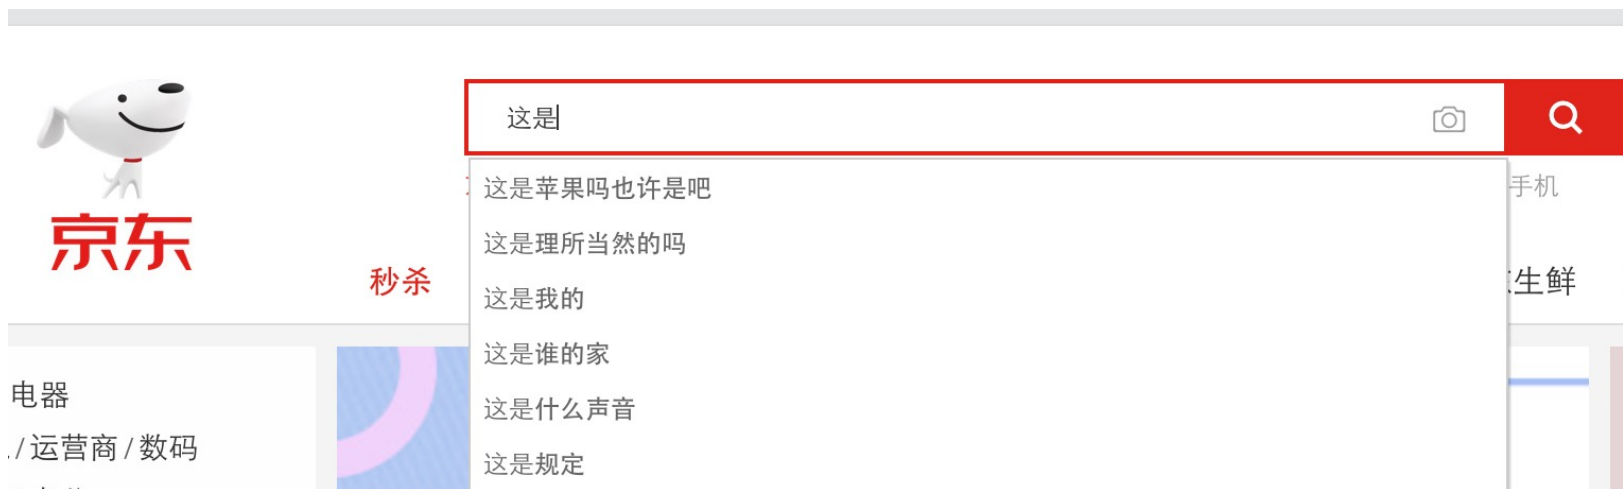 这是
这是苹果吗也许是吧
手机
京东
这是理所当然的吗
秒杀
生鲜
这是我的
这是谁的家
电器
这是什么声音
/运营商/数码
这是规定